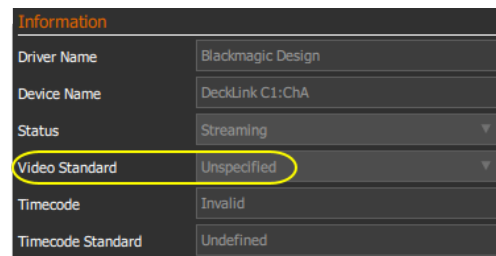 Information
Driver Name Blackmagic Design
Device Name DeckLink C1:ChA
Status Streaming
Video Standard Unspecified
Timecode Invalid
Timecode Standard Undefined